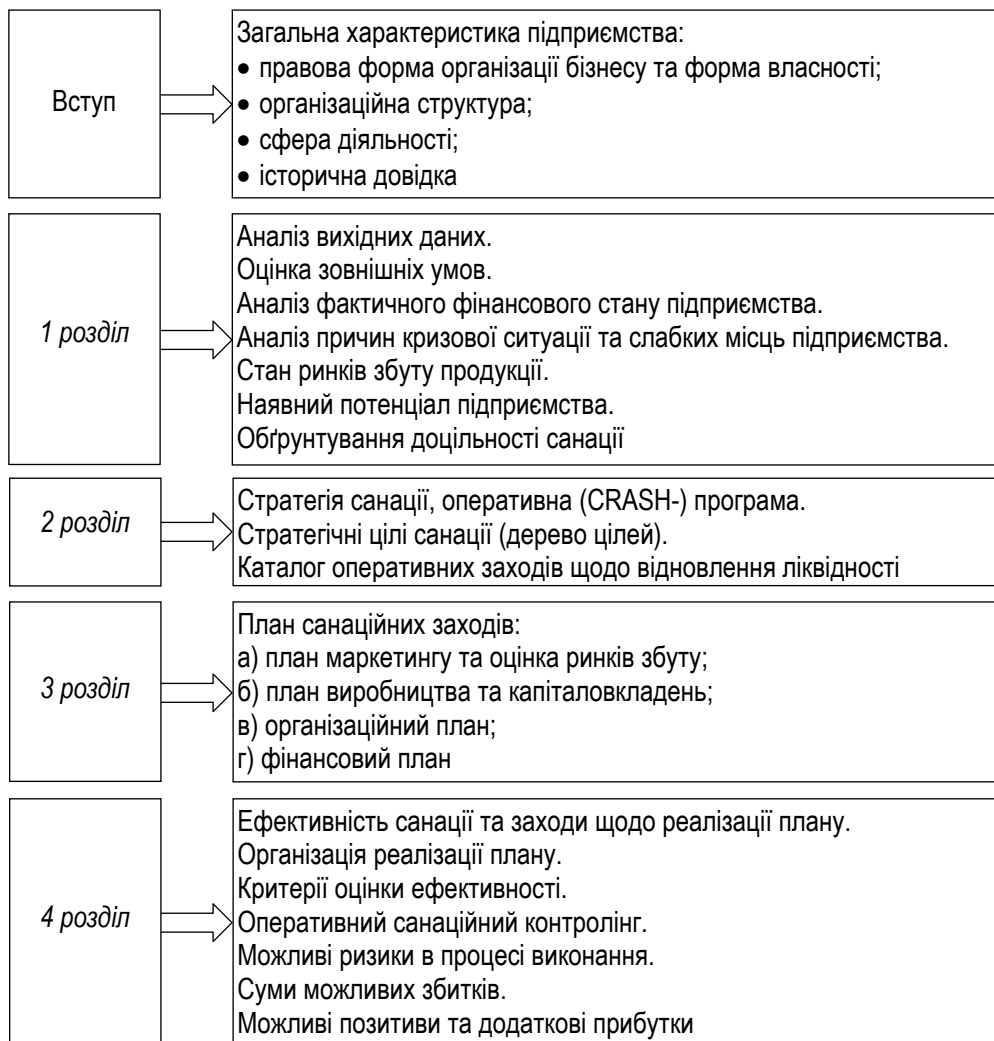 Вступ
Загальна характеристика підприємства:
• правова форма організації бізнесу та форма власності;
• організаційна структура;
• сфера діяльності;
• історична довідка
1 розділ
Аналіз вихідних даних.
Оцінка зовнішніх умов.
Аналіз фактичного фінансового стану підприємства.
Аналіз причин кризової ситуації та слабких місць підприємства.
Стан ринків збуту продукції.
Наявний потенціал підприємства.
Обґрунтування доцільності санації
2 розділ
Стратегія санації, оперативна (CRASH-) програма.
Стратегічні цілі санації (дерево цілей).
Каталог оперативних заходів щодо відновлення ліквідності
3 розділ
План санаційних заходів:
а) план маркетингу та оцінка ринків збуту;
б) план виробництва та капіталовкладень;
в) організаційний план;
г) фінансовий план
4 розділ
Ефективність санації та заходи щодо реалізації плану.
Організація реалізації плану.
Критерії оцінки ефективності.
Оперативний санаційний контролінг.
Можливі ризики в процесі виконання.
Суми можливих збитків.
Можливі позитиви та додаткові прибутки